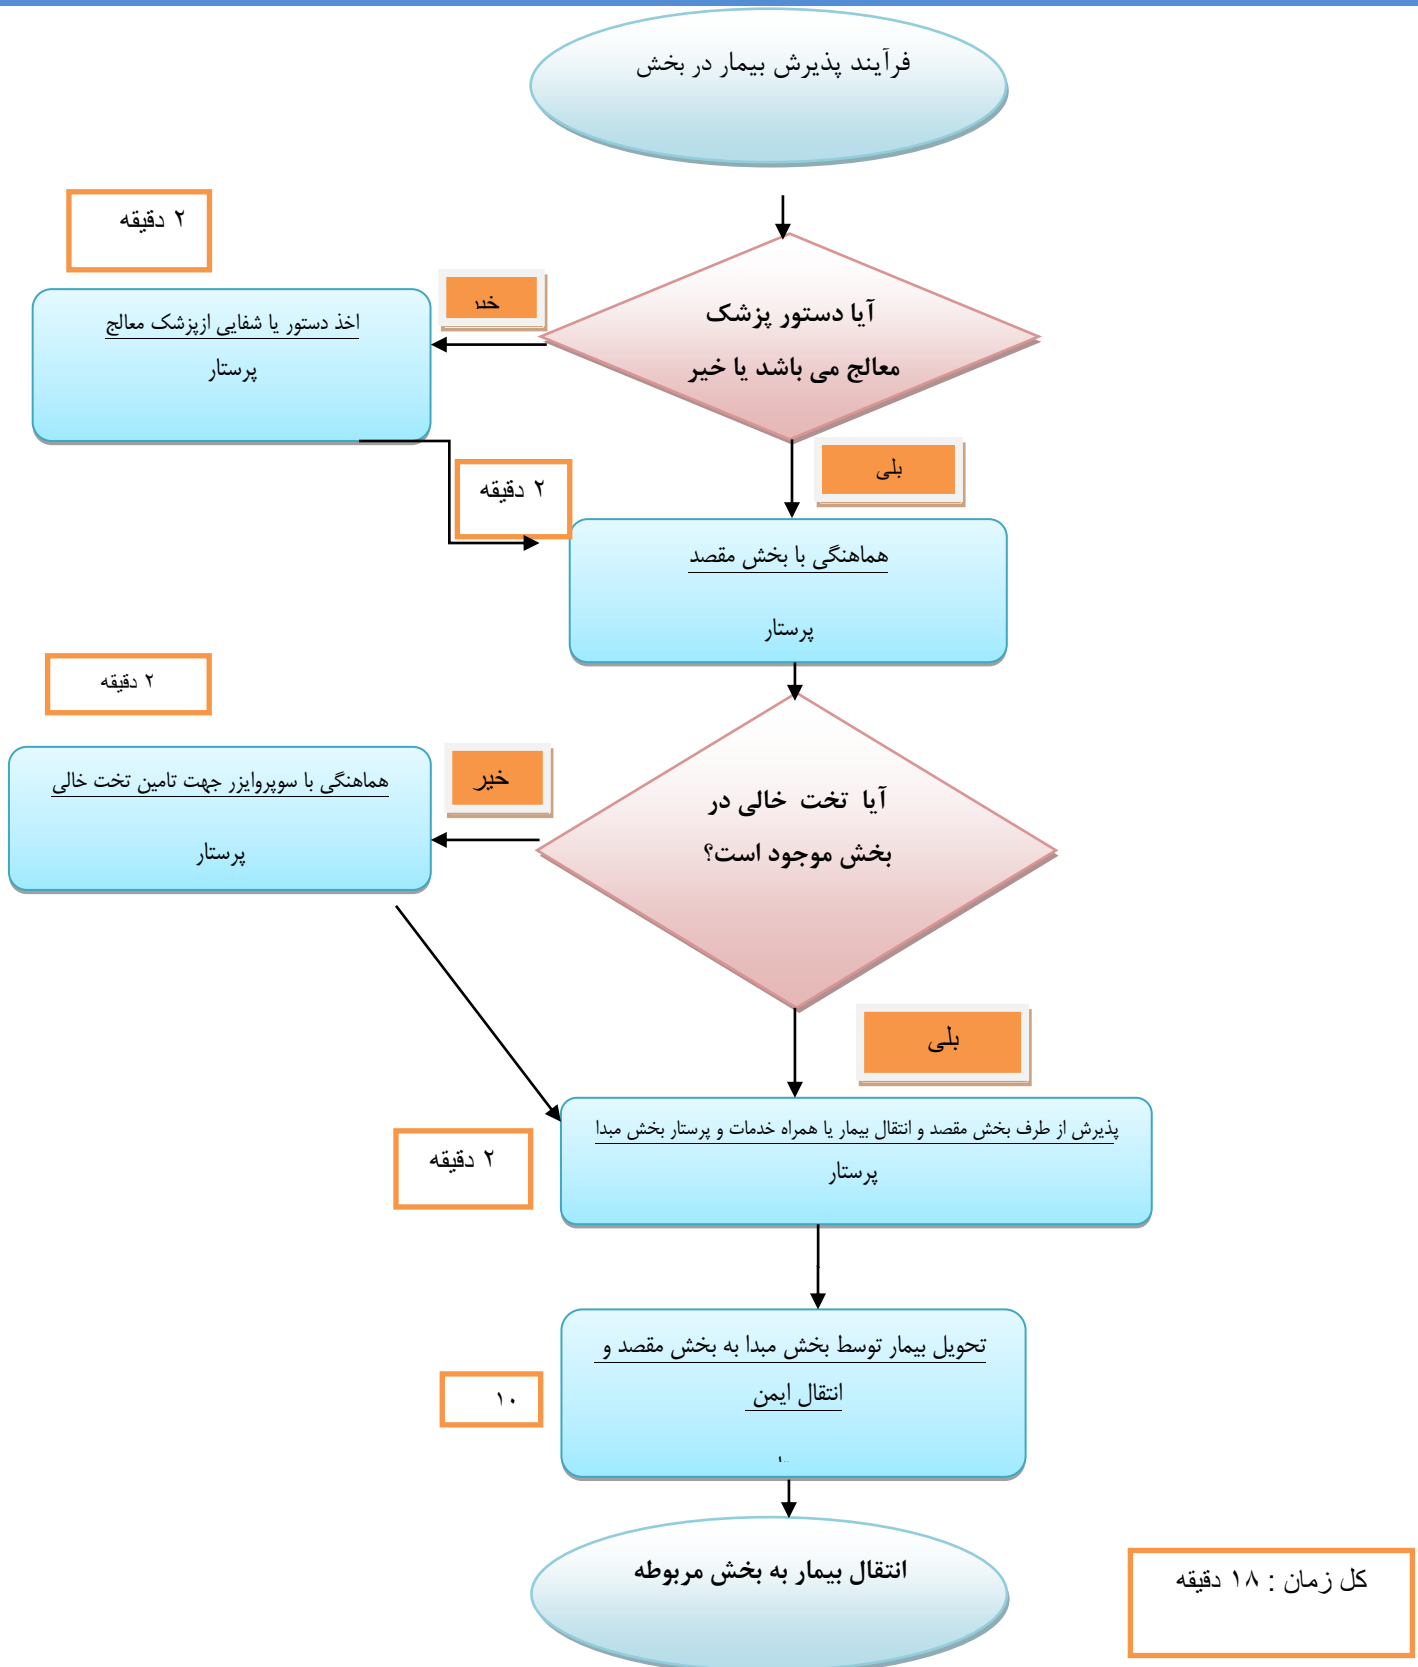 فرآیند پذیرش بیمار در بخش
۲ دقیقه
آیا دستور پزشک
معالج می باشد یا خیر
خیر
اخذ دستور یا شفایی ازپزشک معالج
پرستار
بلی
۲ دقیقه
هماهنگی با بخش مقصد
پرستار
۲ دقیقه
آیا تخت خالی در
بخش موجود است؟
خیر
هماهنگی با سوپروایزر جهت تامین تخت خالی
پرستار
بلی
۲ دقیقه
پذیرش از طرف بخش مقصد و انتقال بیمار یا همراه خدمات و پرستار بخش مبدا
پرستار
تحویل بیمار توسط بخش مبدا به بخش مقصد و
انتقال ایمن
۱۰
انتقال بیمار به بخش مربوطه
کل زمان : ۱۸ دقیقه